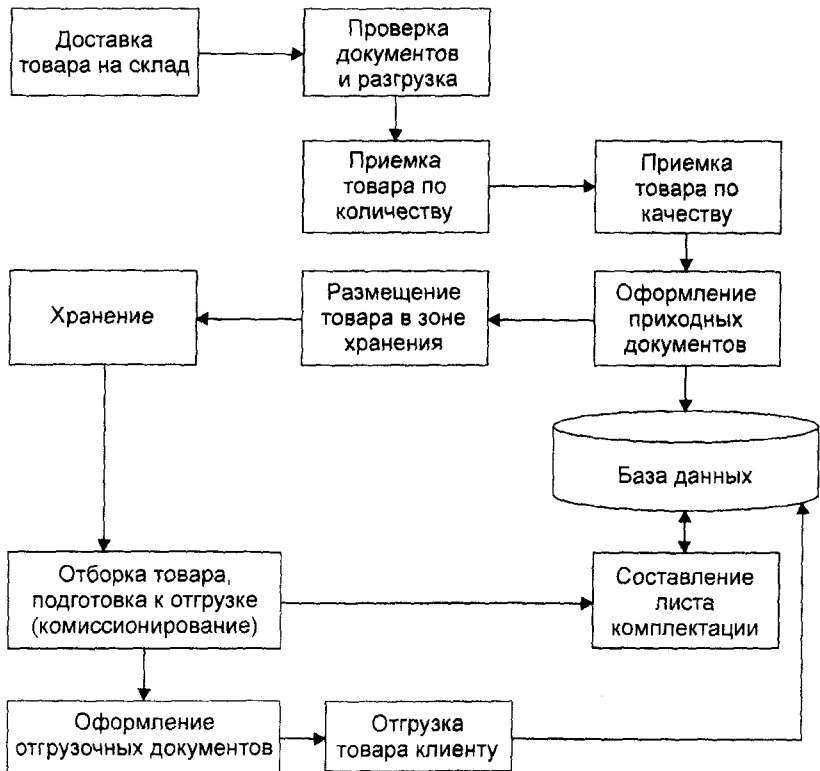 Доставка
товара на склад
Проверка
документов
и разгрузка
Приемка
товара по
количеству
Приемка
товара по
качеству
Хранение
Размещение
товара в зоне
хранения
Оформление
приходных
документов
База данных
Отборка товара,
подготовка к отгрузке
(комиссионирование)
Составление
листа
комплектации
Оформление
отгрузочных документов
Отгрузка
товара клиенту